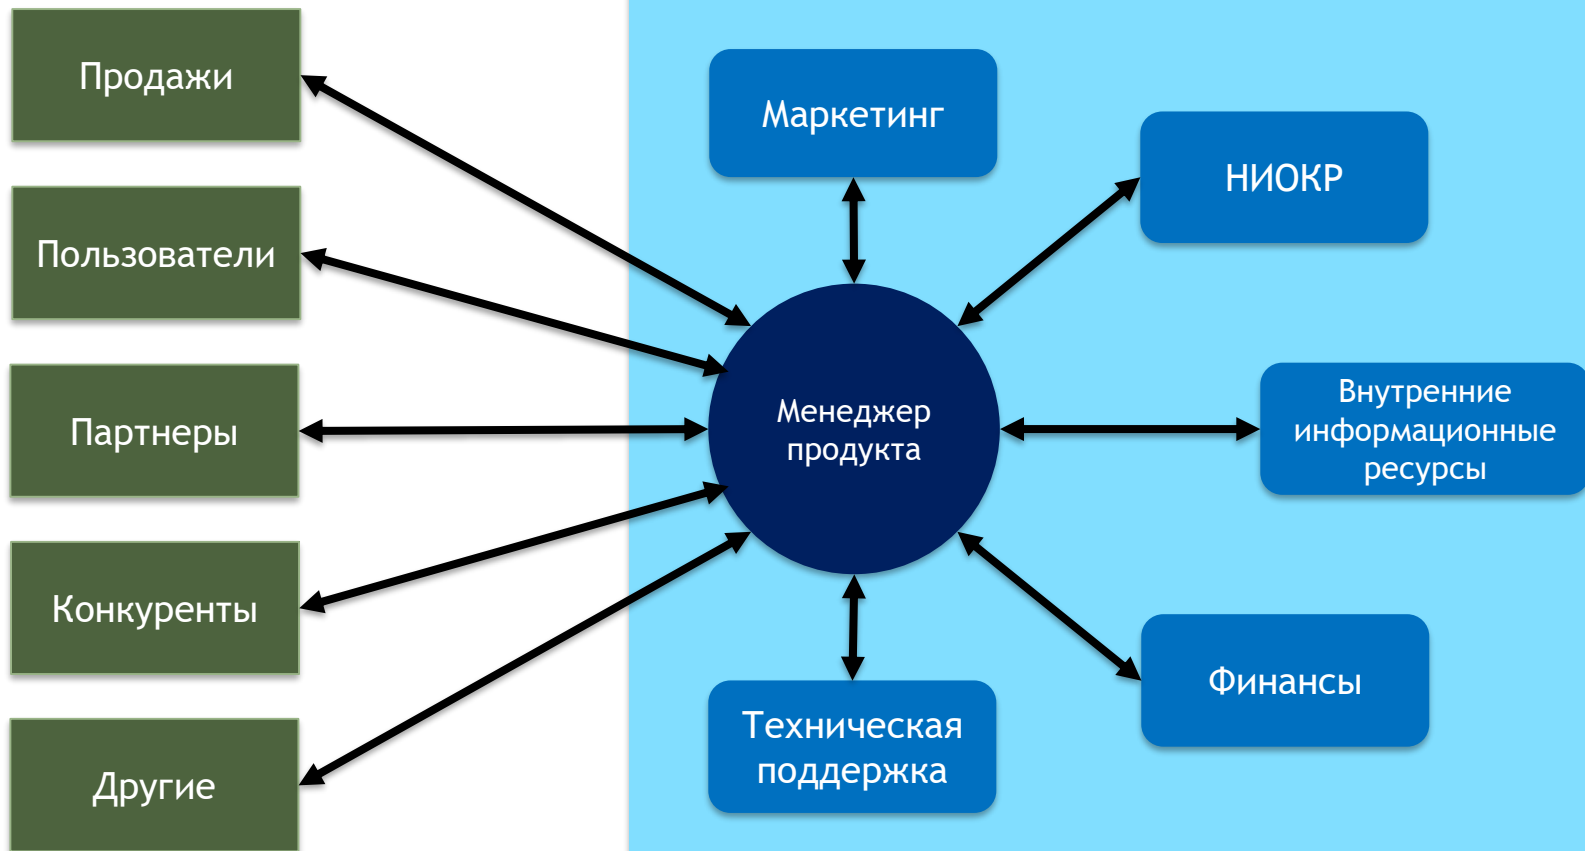 Продажи
Пользователи
Партнеры
Конкуренты
Другие
Маркетинг
НИОКР
Менеджер
продукта
Внутренние
информационные
ресурсы
Финансы
Техническая
поддержка